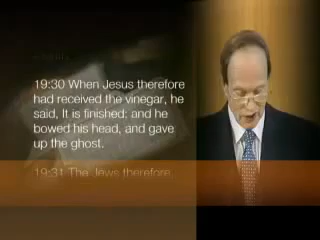 19:30 When Jesus therefore
had received the vinegar, he
said, It is finished: and he
bowed his head, and gave
up the ghost.
19:31 The Jews therefore,